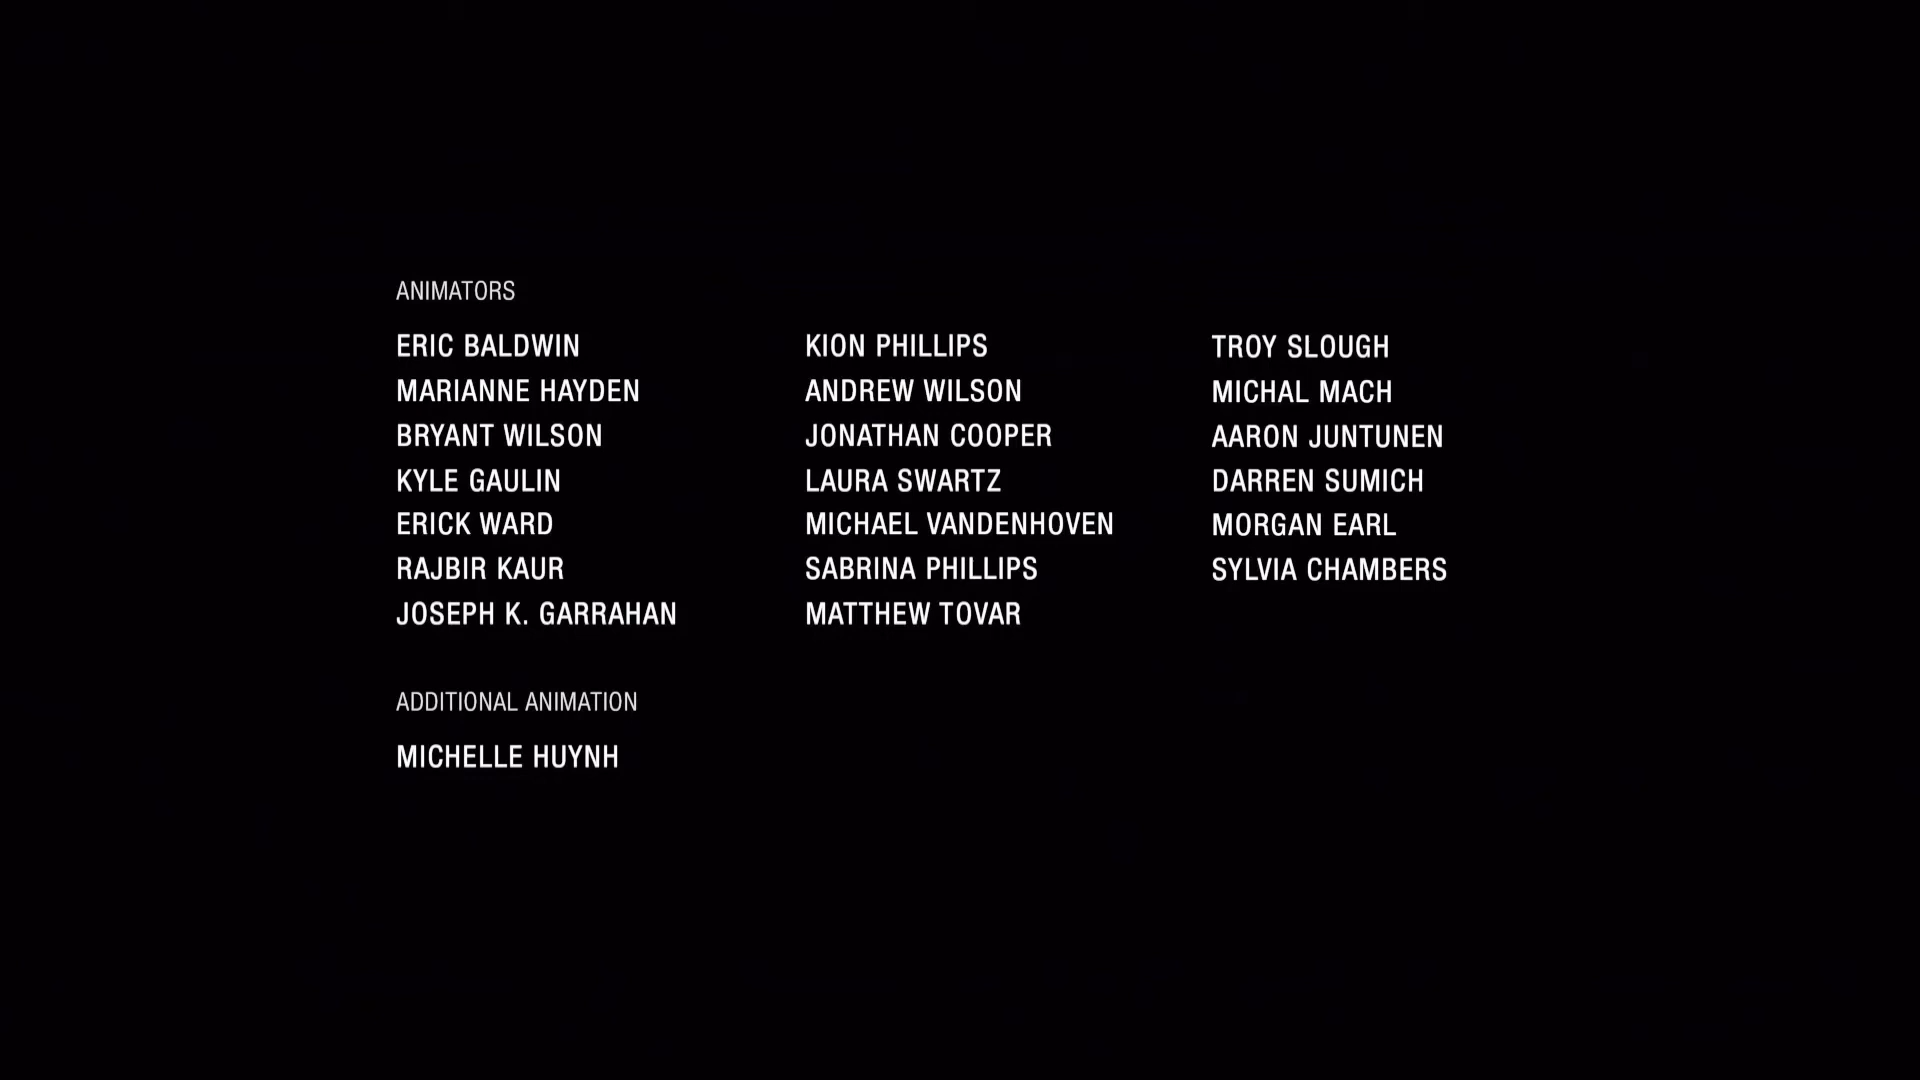 ANIMATORS
ERIC BALDWIN
MARIANNE HAYDEN
BRYANT WILSON
KYLE GAULIN
ERICK WARD
RAJBIR KAUR
JOSEPH K. GARRAHAN
KION PHILLIPS
ANDREW WILSON
JONATHAN COOPER
LAURA SWARTZ
MICHAEL VANDENHOVEN
SABRINA PHILLIPS
MATTHEW TOVAR
TROY SLOUGH
MICHAL MACH
AARON JUNTUNEN
DARREN SUMICH
MORGAN EARL
SYLVIA CHAMBERS
ADDITIONAL ANIMATION
MICHELLE HUYNH